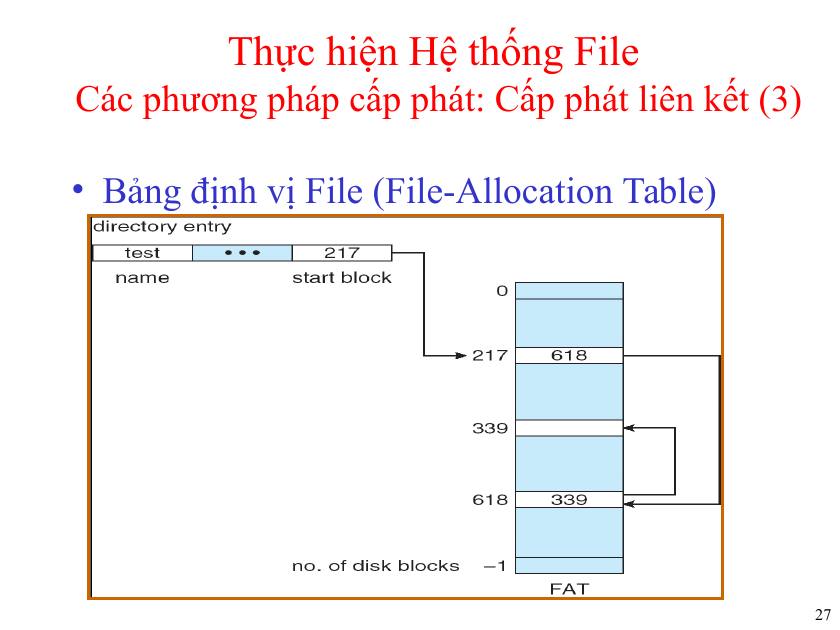 Thực hiện Hệ thống File
Các phương pháp cấp phát: Cấp phát liên kết (3)
• Bảng định vị File (File-Allocation Table)
directory entry
test ••• 217
name start block
0
217 618
339
618 339
no. of disk blocks –1
FAT
27